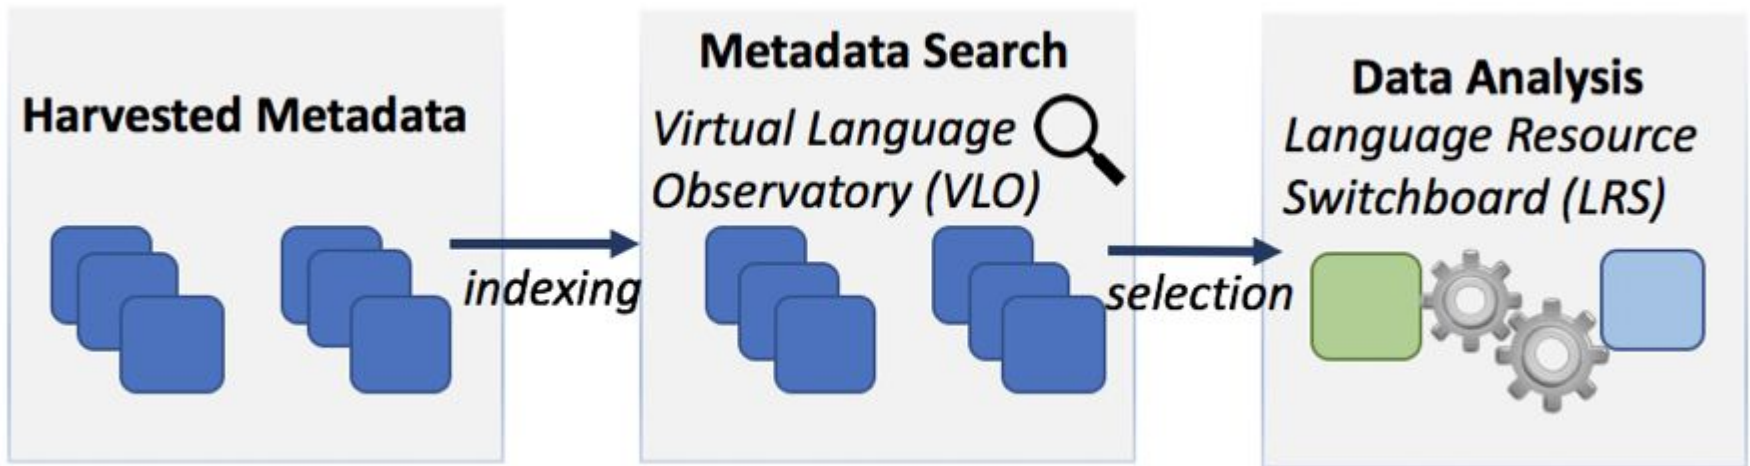 Harvested Metadata
indexing
Metadata Search
Virtual Language
Observatory (VLO)
selection
Data Analysis
Language Resource
Switchboard (LRS)